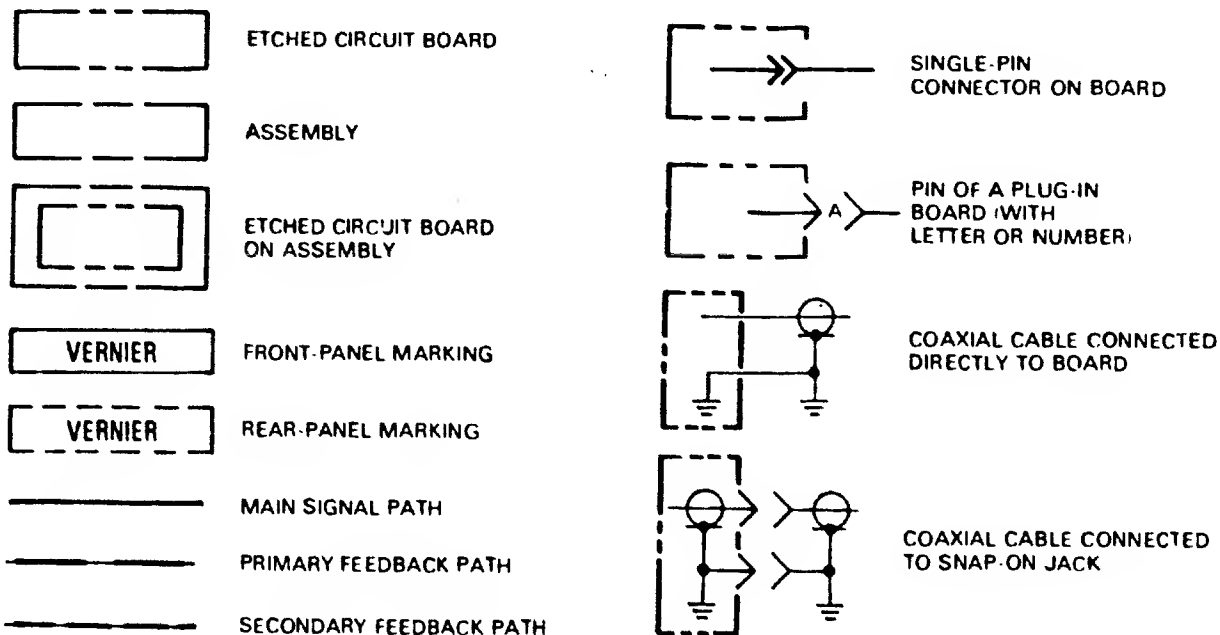 ETCHED CIRCUIT BOARD
ASSEMBLY
ETCHED CIRCUIT BOARD
ON ASSEMBLY
VERNIER
FRONT-PANEL MARKING
VERNIER
REAR-PANEL MARKING
MAIN SIGNAL PATH
PRIMARY FEEDBACK PATH
SECONDARY FEEDBACK PATH
SINGLE-PIN
CONNECTOR ON BOARD
A
PIN OF A PLUG-IN
BOARD (WITH
LETTER OR NUMBER)
COAXIAL CABLE CONNECTED
DIRECTLY TO BOARD
COAXIAL CABLE CONNECTED
TO SNAP-ON JACK